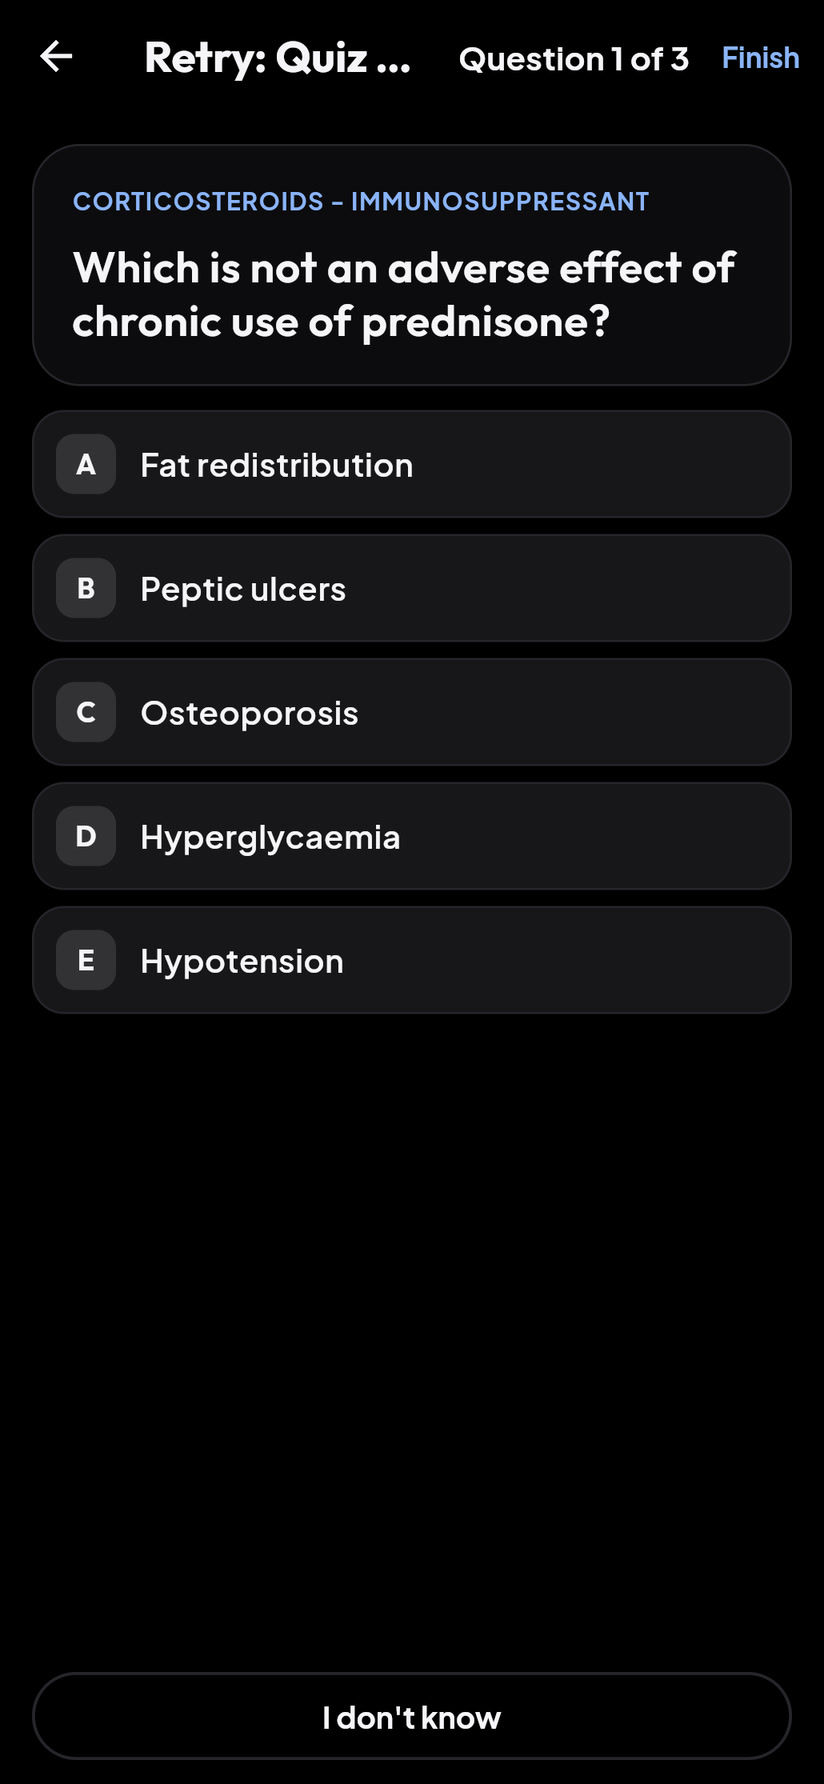 Retry: Quiz ...
Question 1 of 3
Finish
CORTICOSTEROIDS - IMMUNOSUPPRESSANT
Which is not an adverse effect of
chronic use of prednisone?
A Fat redistribution
B Peptic ulcers
C Osteoporosis
D Hyperglycaemia
E Hypotension
I don't know